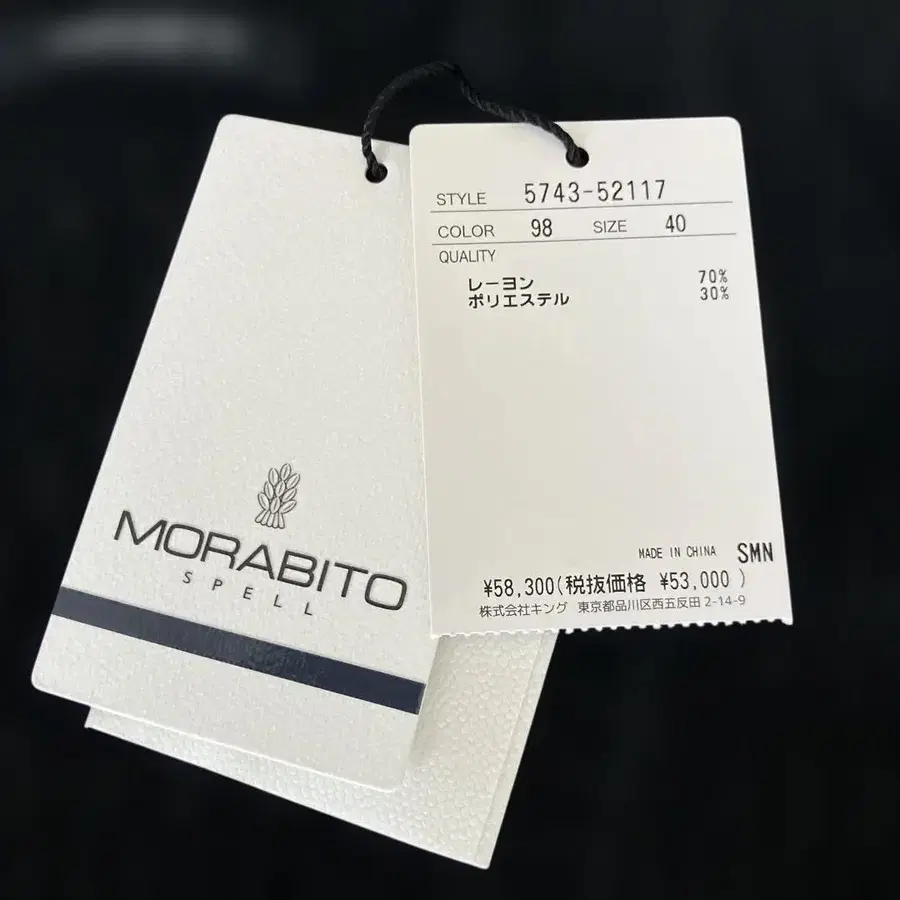 MORABITO
SPELL
STYLE 5743-52117
COLOR 98 SIZE 40
QUALITY
レーヨン 70%
ポリエステル 30%
MADE IN CHINA SMN
¥58,300(税抜価格 ¥53,000 )
株式会社キング 東京都品川区西五反田 2-14-9